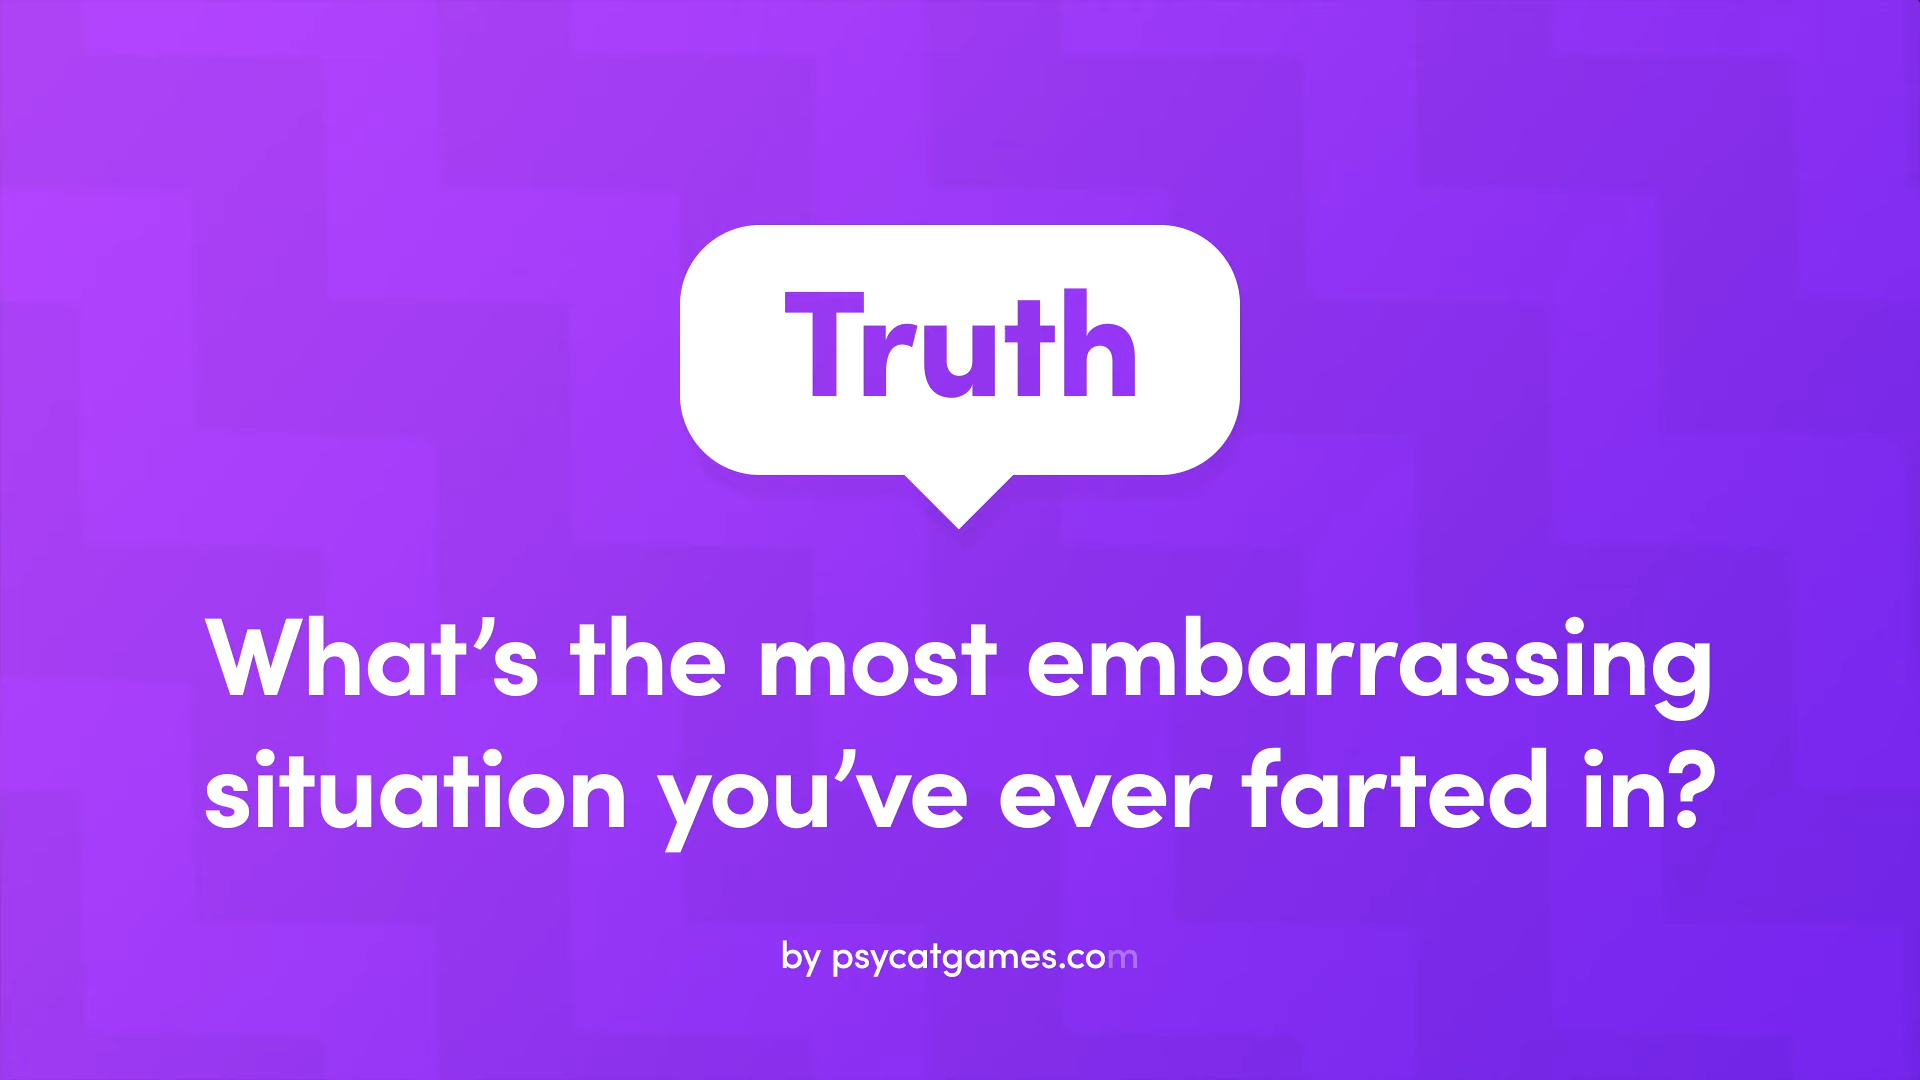 Truth
What’s the most embarrassing
situation you’ve ever farted in?
by psycatgames.com